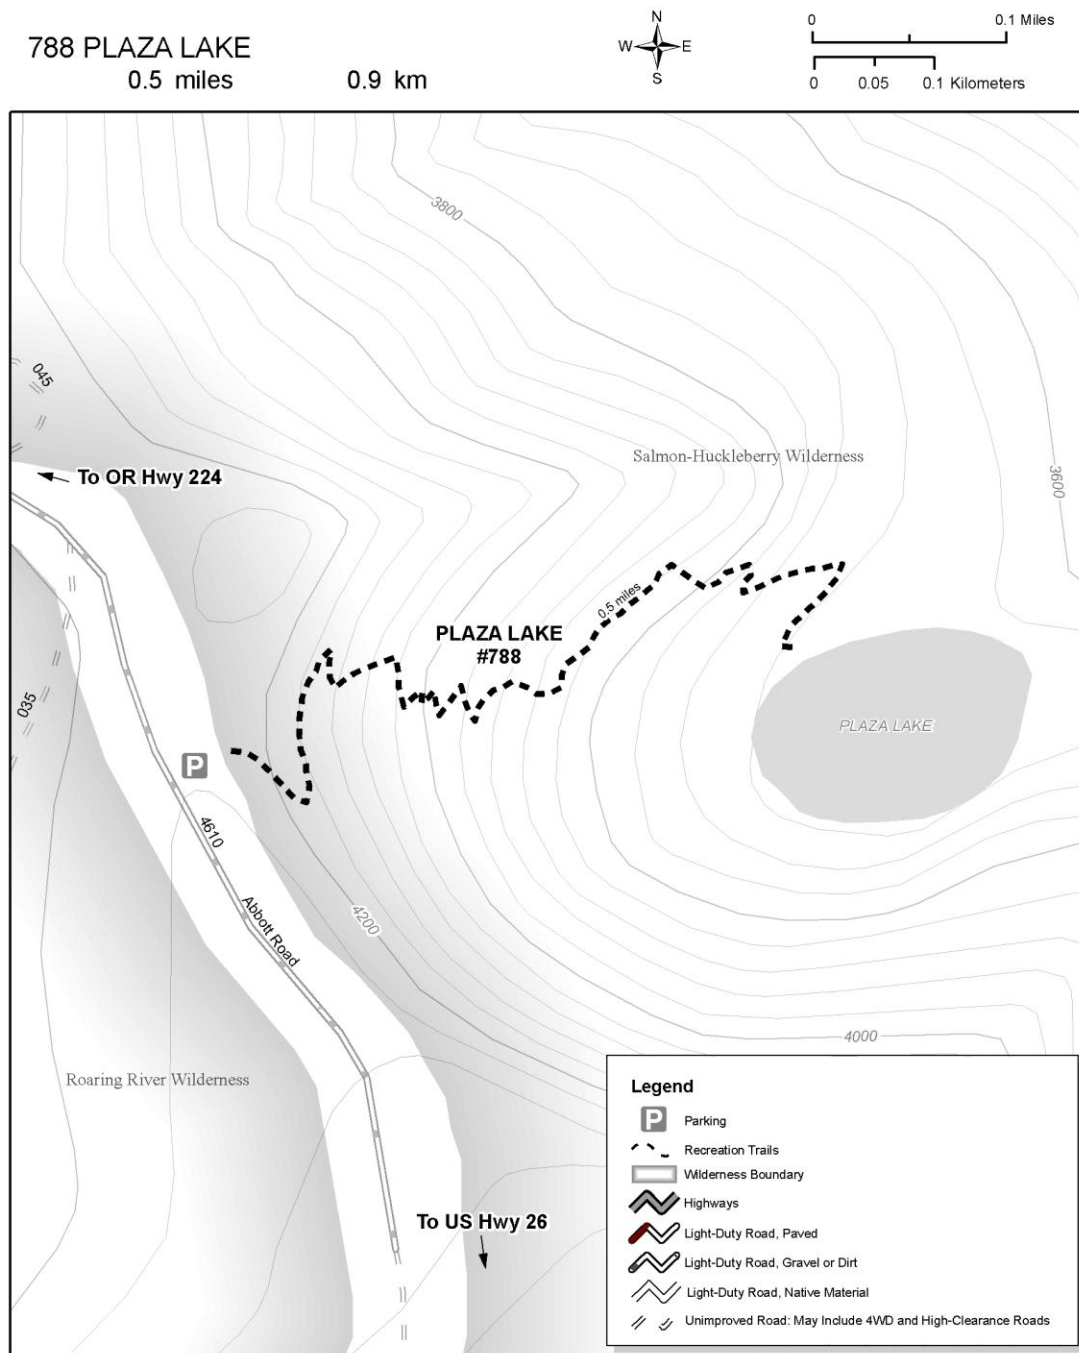 788 PLAZA LAKE
0.5 miles 0.9 km
N
W E
S
0 0.1 Miles
0 0.05 0.1 Kilometers
3800
045
To OR Hwy 224
Salmon-Huckleberry Wilderness
3600
0.5 miles
PLAZA LAKE
#788
035
PLAZA LAKE
P
4610
Abbott Road
4200
4000
Roaring River Wilderness
To US Hwy 26
Legend
P Parking
Recreation Trails
Wilderness Boundary
Highways
Light-Duty Road, Paved
Light-Duty Road, Gravel or Dirt
Light-Duty Road, Native Material
Unimproved Road: May Include 4WD and High-Clearance Roads